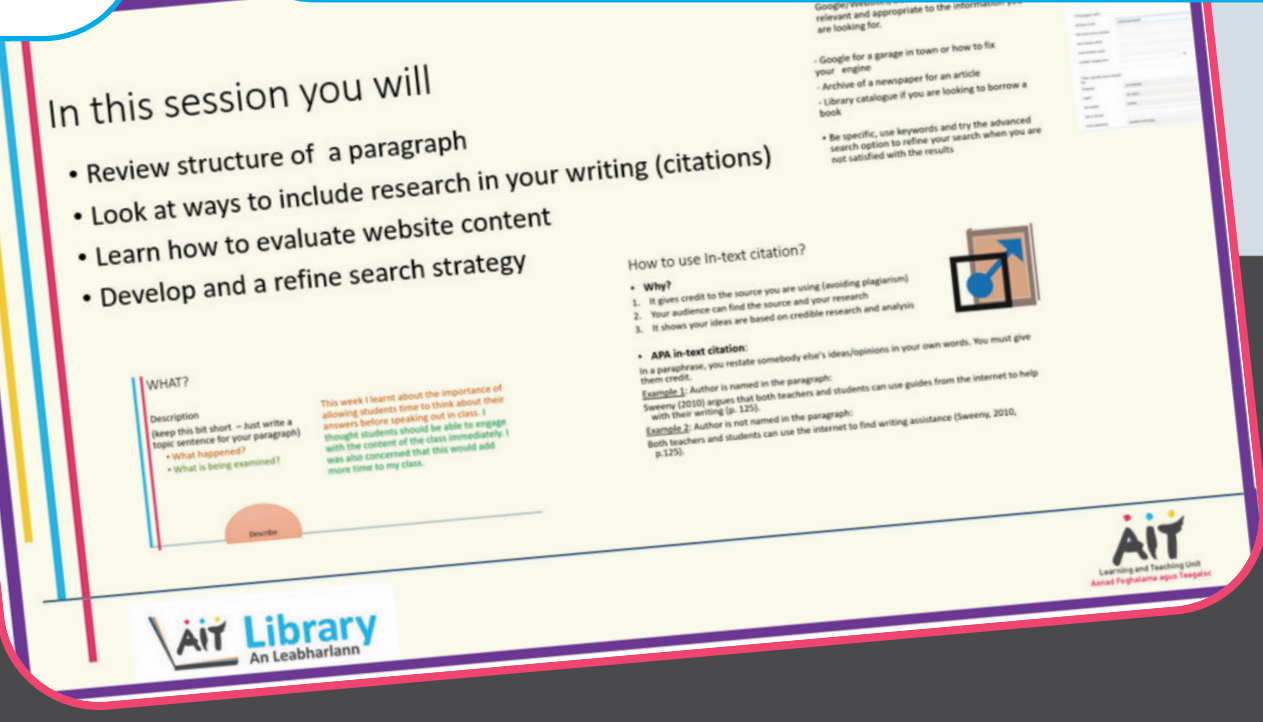 In this session you will
• Review structure of a paragraph
• Look at ways to include research in your writing (citations)
• Learn how to evaluate website content
• Develop and a refine search strategy
relevant and appropriate to the information you
are looking for.
- Google for a garage in town or how to fix
your engine
- Archive of a newspaper for an article
- Library catalogue if you are looking to borrow a
book
• Be specific, use keywords and try the advanced
search option to refine your search when you are
not satisfied with the results
How to use In-text citation?
• Why?
1. It gives credit to the source you are using (avoiding plagiarism)
2. Your audience can find the source and your research
3. It shows your ideas are based on credible research and analysis
• APA in-text citation:
In a paraphrase, you restate somebody else's ideas/opinions in your own words. You must give
them credit.
Example 1: Author is named in the paragraph:
Sweeny (2010) argues that both teachers and students can use guides from the internet to help
with their writing (p. 125).
Example 2: Author is not named in the paragraph:
Both teachers and students can use the internet to find writing assistance (Sweeny, 2010,
p.125).
WHAT?
Description
(keep this bit short – Just write a
topic sentence for your paragraph)
• What happened?
• What is being examined?
This week I learnt about the importance of
allowing students time to think about their
answers before speaking out in class. I
thought students should be able to engage
with the content of the class immediately. I
was also concerned that this would add
more time to my class.
Describe
AIT Library
An Leabharlann
AIT
Learning and Teaching Unit
Aonad Foghlama agus Teagaisc